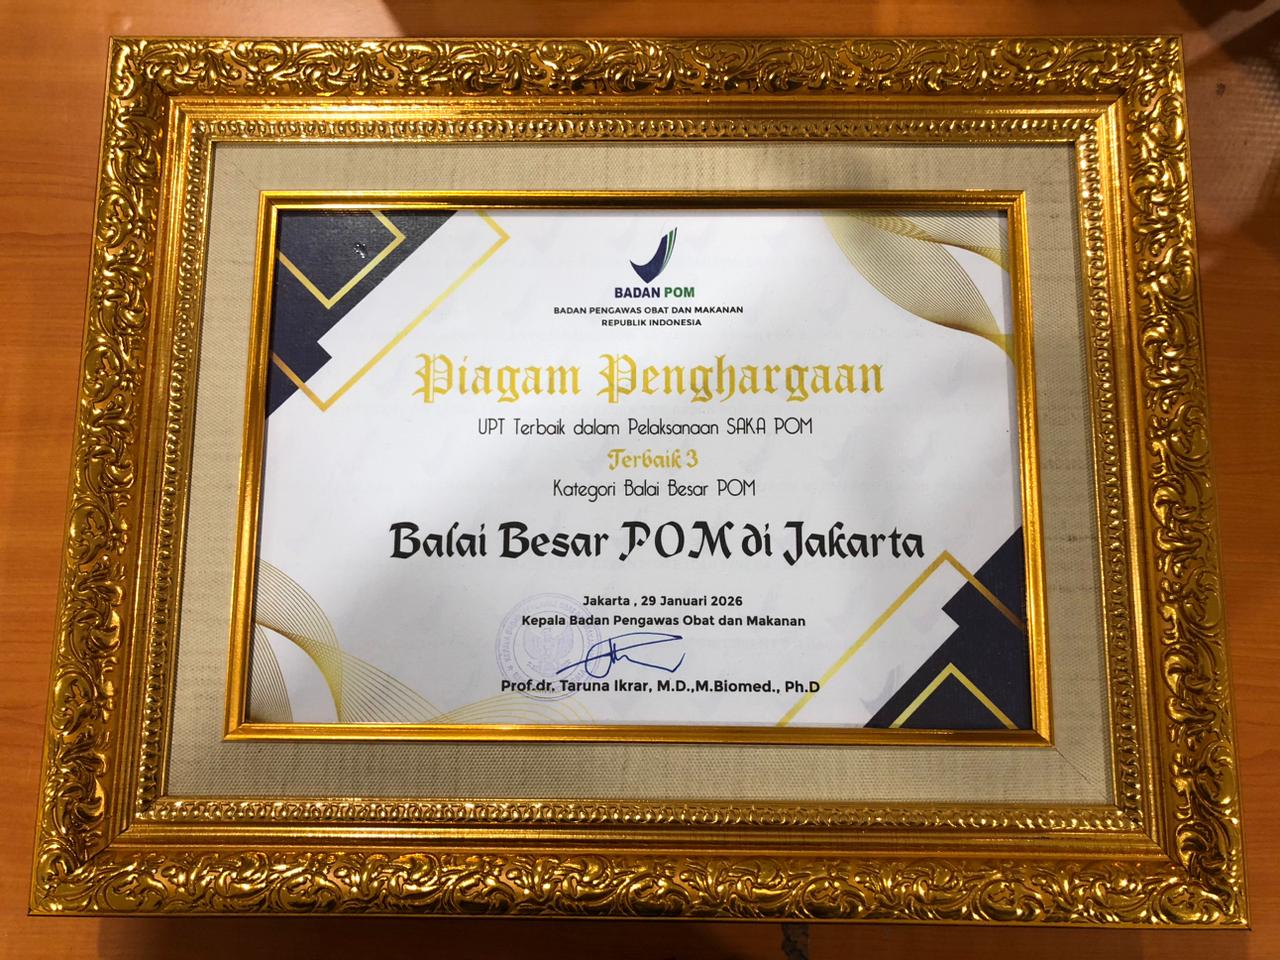 BADAN POM
BADAN PENGAWAS OBAT DAN MAKANAN
REPUBLIK INDONESIA
Piagam Penghargaan
UPT Terbaik dalam Pelaksanaan SAKA POM
Terbaik 3
Kategori Balai Besar POM
Balai Besar POM di Jakarta
Jakarta , 29 Januari 2026
Kepala Badan Pengawas Obat dan Makanan
Prof.dr. Taruna Ikrar, M.D.,M.Biomed., Ph.D